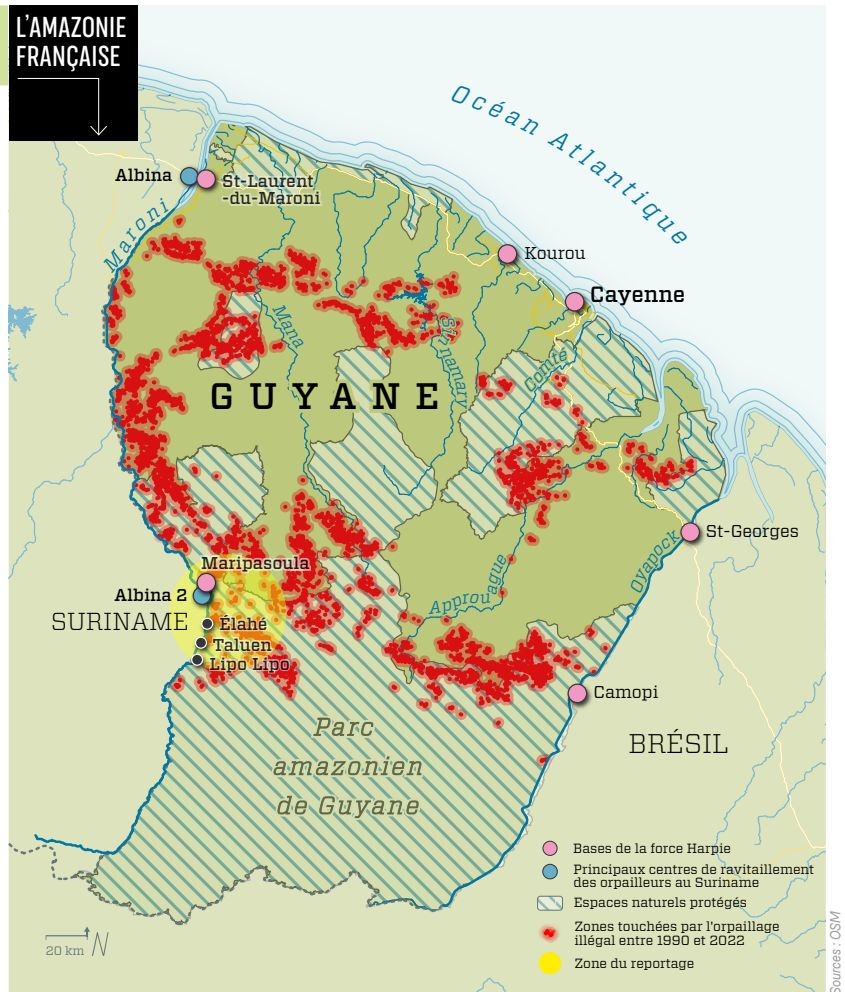 L'AMAZONIE
FRANÇAISE
Océan Atlantique
Albina
St-Laurent
-du-Maroni
Maroni
Kourou
Cayenne
Mana
Sinnamary
Comté
GUYANE
St-Georges
Oyapock
Maripasoula
Albina 2
Approuague
SURINAME
Élahé
Taluen
Lipo Lipo
Camopi
Parc
amazonien
de Guyane
BRÉSIL
Bases de la force Harpie
Principaux centres de ravitaillement
des orpailleurs au Suriname
Espaces naturels protégés
Zones touchées par l'orpaillage
illégal entre 1990 et 2022
Zone du reportage
20 km
N
Sources : OSM